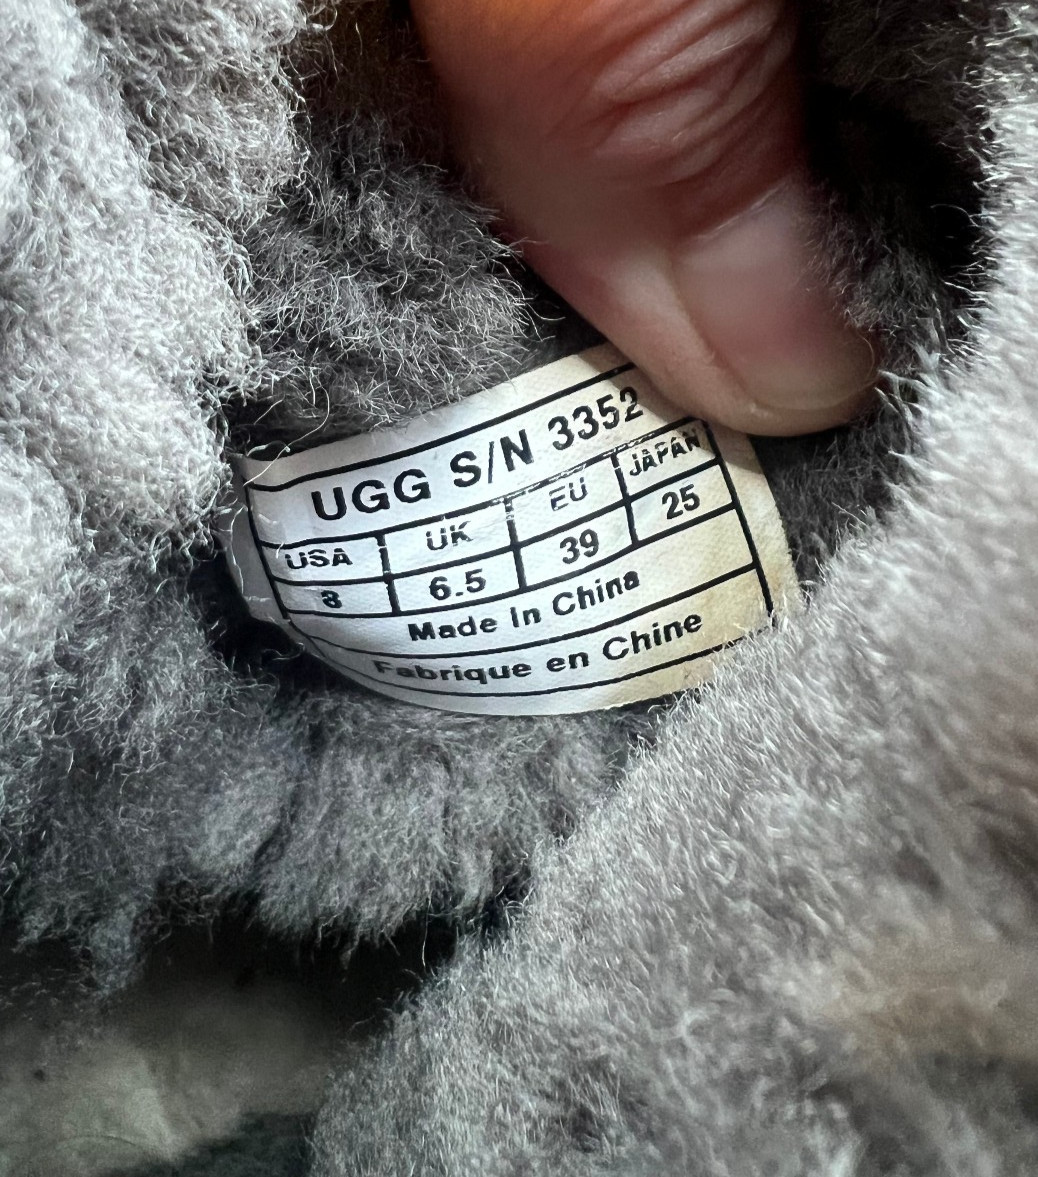 UGG S/N 3352
USA UK EU JAPAN
8 6.5 39 25
Made In China
Fabrique en Chine